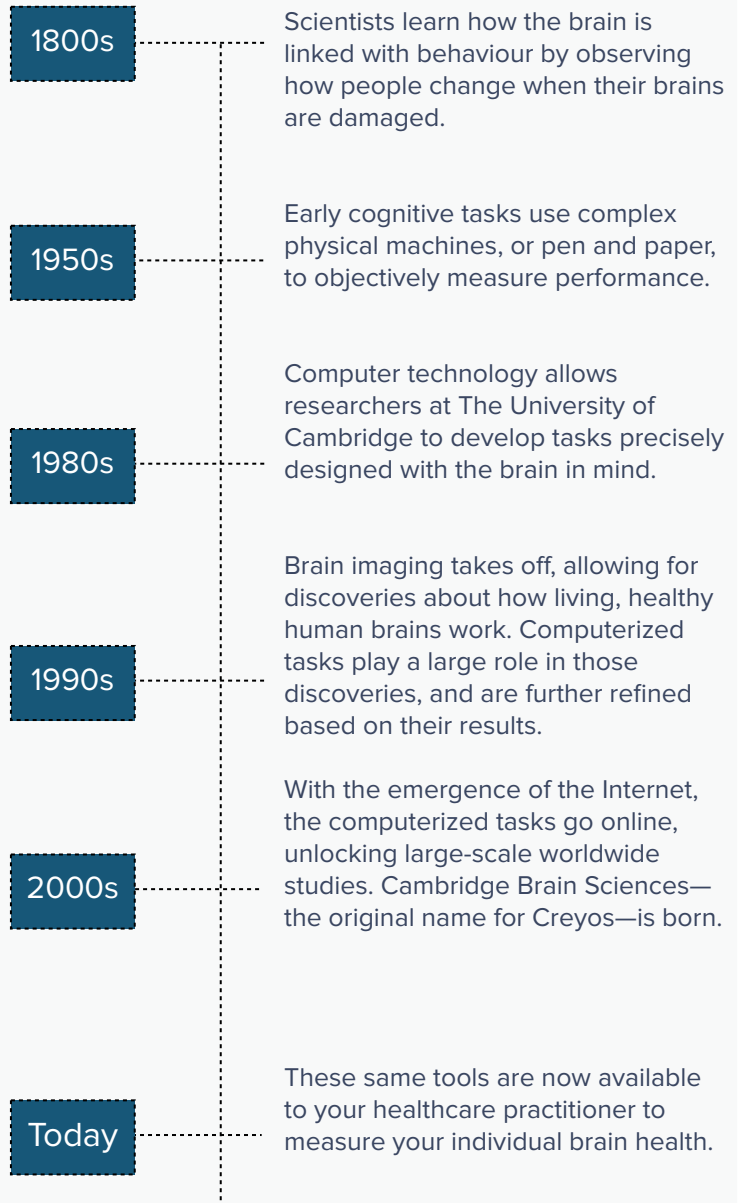 1800s
Scientists learn how the brain is
linked with behaviour by observing
how people change when their brains
are damaged.
1950s
Early cognitive tasks use complex
physical machines, or pen and paper,
to objectively measure performance.
1980s
Computer technology allows
researchers at The University of
Cambridge to develop tasks precisely
designed with the brain in mind.
1990s
Brain imaging takes off, allowing for
discoveries about how living, healthy
human brains work. Computerized
tasks play a large role in those
discoveries, and are further refined
based on their results.
2000s
With the emergence of the Internet,
the computerized tasks go online,
unlocking large-scale worldwide
studies. Cambridge Brain Sciences—
the original name for Creyos—is born.
Today
These same tools are now available
to your healthcare practitioner to
measure your individual brain health.